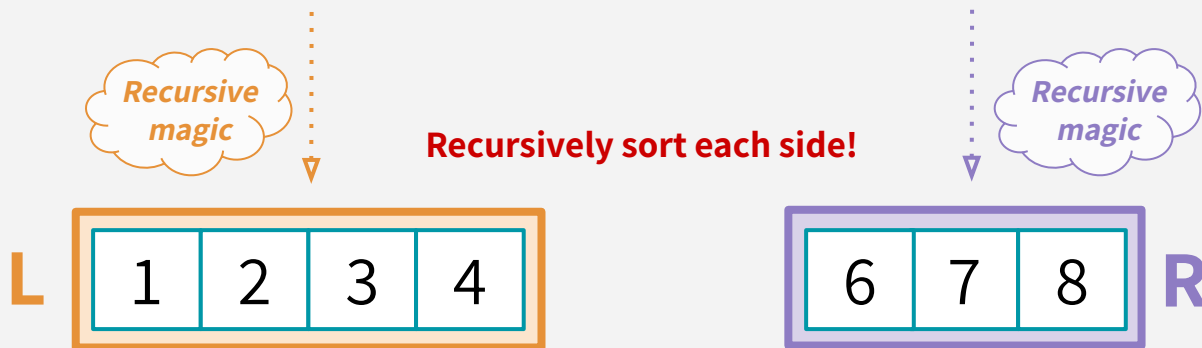 Recursive
magic
Recursively sort each side!
Recursive
magic
L 1 2 3 4 6 7 8 R